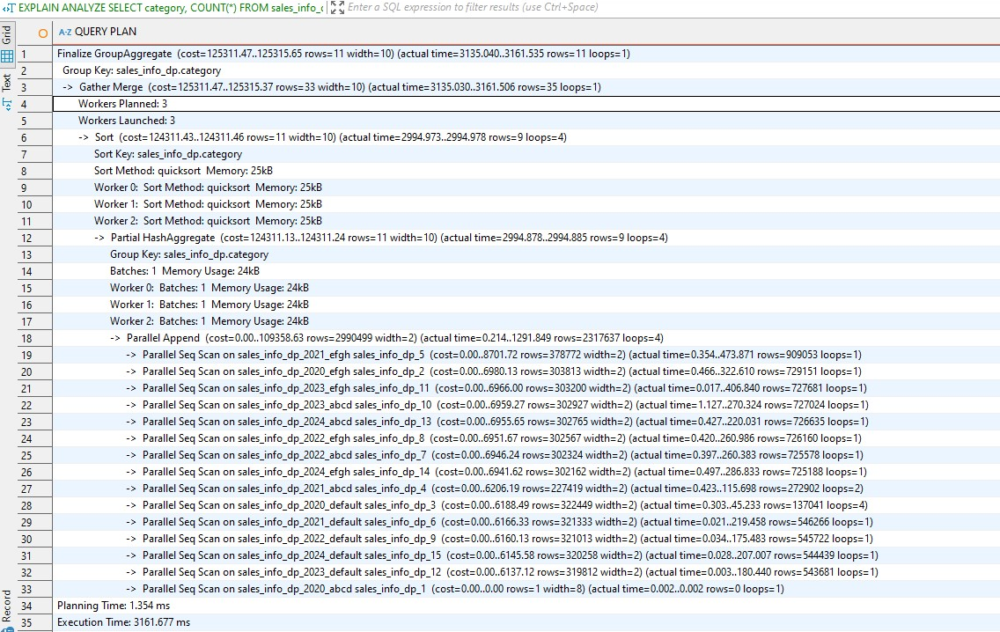 EXPLAIN ANALYZE SELECT category, COUNT(*) FROM sales_info_ Enter a SQL expression to filter results (use Ctrl+Space)
Grid
Text
Record
A-Z QUERY PLAN
1 Finalize GroupAggregate (cost=125311.47..125315.65 rows=11 width=10) (actual time=3135.040..3161.535 rows=11 loops=1)
2 Group Key: sales_info_dp.category
3 -> Gather Merge (cost=125311.47..125315.37 rows=33 width=10) (actual time=3135.030..3161.506 rows=35 loops=1)
4 Workers Planned: 3
5 Workers Launched: 3
6 -> Sort (cost=124311.43..124311.46 rows=11 width=10) (actual time=2994.973..2994.978 rows=9 loops=4)
7 Sort Key: sales_info_dp.category
8 Sort Method: quicksort Memory: 25kB
9 Worker 0: Sort Method: quicksort Memory: 25kB
10 Worker 1: Sort Method: quicksort Memory: 25kB
11 Worker 2: Sort Method: quicksort Memory: 25kB
12 -> Partial HashAggregate (cost=124311.13..124311.24 rows=11 width=10) (actual time=2994.878..2994.885 rows=9 loops=4)
13 Group Key: sales_info_dp.category
14 Batches: 1 Memory Usage: 24kB
15 Worker 0: Batches: 1 Memory Usage: 24kB
16 Worker 1: Batches: 1 Memory Usage: 24kB
17 Worker 2: Batches: 1 Memory Usage: 24kB
18 -> Parallel Append (cost=0.00..109358.63 rows=2990499 width=2) (actual time=0.214..1291.849 rows=2317637 loops=4)
19 -> Parallel Seq Scan on sales_info_dp_2021_efgh sales_info_dp_5 (cost=0.00..8701.72 rows=378772 width=2) (actual time=0.354..473.871 rows=909053 loops=1)
20 -> Parallel Seq Scan on sales_info_dp_2020_efgh sales_info_dp_2 (cost=0.00..6980.13 rows=303813 width=2) (actual time=0.466..322.610 rows=729151 loops=1)
21 -> Parallel Seq Scan on sales_info_dp_2023_efgh sales_info_dp_11 (cost=0.00..6966.00 rows=303200 width=2) (actual time=0.017..406.840 rows=727681 loops=1)
22 -> Parallel Seq Scan on sales_info_dp_2023_abcd sales_info_dp_10 (cost=0.00..6959.27 rows=302927 width=2) (actual time=1.127..270.324 rows=727024 loops=1)
23 -> Parallel Seq Scan on sales_info_dp_2024_abcd sales_info_dp_13 (cost=0.00..6955.65 rows=302765 width=2) (actual time=0.427..220.031 rows=726635 loops=1)
24 -> Parallel Seq Scan on sales_info_dp_2022_efgh sales_info_dp_8 (cost=0.00..6951.67 rows=302567 width=2) (actual time=0.420..260.986 rows=726160 loops=1)
25 -> Parallel Seq Scan on sales_info_dp_2022_abcd sales_info_dp_7 (cost=0.00..6946.24 rows=302324 width=2) (actual time=0.397..260.383 rows=725578 loops=1)
26 -> Parallel Seq Scan on sales_info_dp_2024_efgh sales_info_dp_14 (cost=0.00..6941.62 rows=302162 width=2) (actual time=0.497..286.833 rows=725188 loops=1)
27 -> Parallel Seq Scan on sales_info_dp_2021_abcd sales_info_dp_4 (cost=0.00..6206.19 rows=227419 width=2) (actual time=0.423..115.698 rows=272902 loops=2)
28 -> Parallel Seq Scan on sales_info_dp_2020_default sales_info_dp_3 (cost=0.00..6188.49 rows=322449 width=2) (actual time=0.303..45.233 rows=137041 loops=4)
29 -> Parallel Seq Scan on sales_info_dp_2021_default sales_info_dp_6 (cost=0.00..6166.33 rows=321333 width=2) (actual time=0.021..219.458 rows=546266 loops=1)
30 -> Parallel Seq Scan on sales_info_dp_2022_default sales_info_dp_9 (cost=0.00..6160.13 rows=321013 width=2) (actual time=0.034..175.483 rows=545722 loops=1)
31 -> Parallel Seq Scan on sales_info_dp_2024_default sales_info_dp_15 (cost=0.00..6145.58 rows=320258 width=2) (actual time=0.028..207.007 rows=544439 loops=1)
32 -> Parallel Seq Scan on sales_info_dp_2023_default sales_info_dp_12 (cost=0.00..6137.12 rows=319812 width=2) (actual time=0.003..180.440 rows=543681 loops=1)
33 -> Parallel Seq Scan on sales_info_dp_2020_abcd sales_info_dp_1 (cost=0.00..0.00 rows=1 width=8) (actual time=0.002..0.002 rows=0 loops=1)
34 Planning Time: 1.354 ms
35 Execution Time: 3161.677 ms